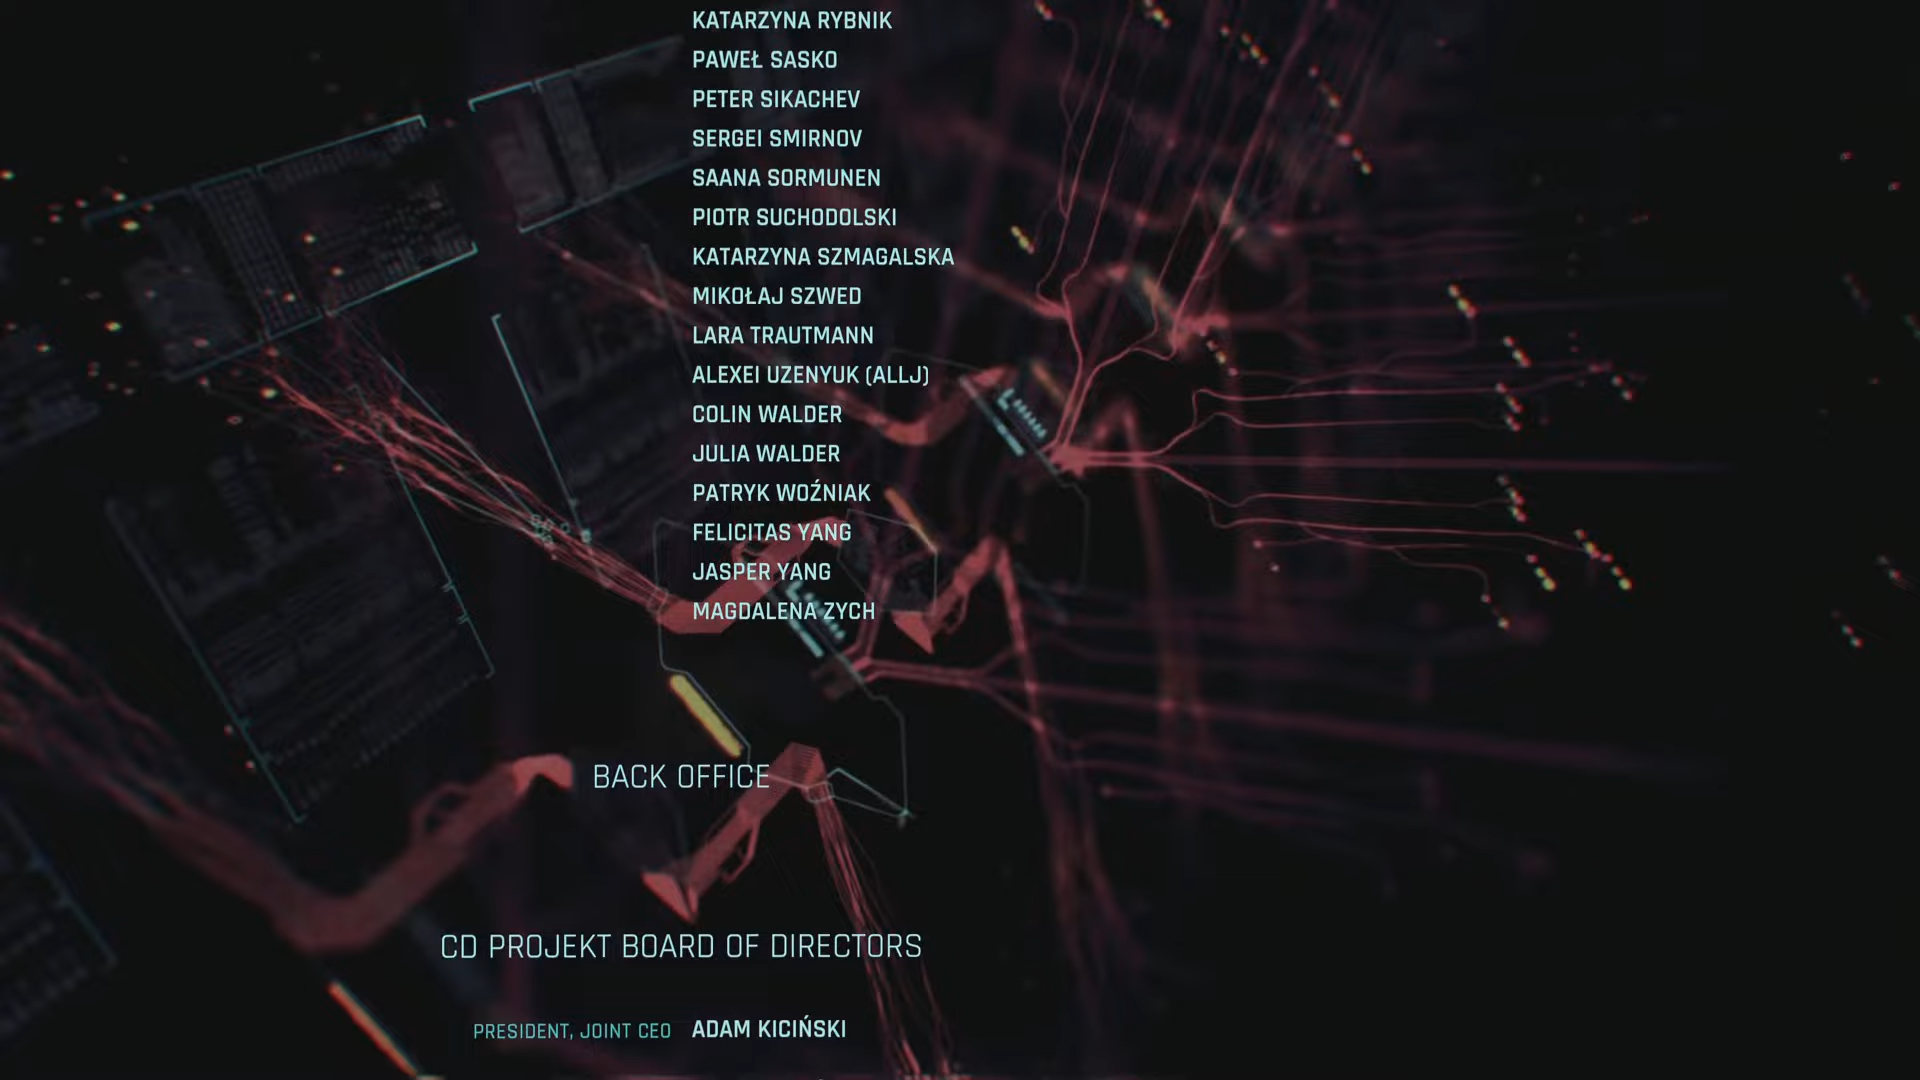 KATARZYNA RYBNIK
PAWEŁ SASKO
PETER SIKACHEV
SERGEI SMIRNOV
SAANA SORMUNEN
PIOTR SUCHODOLSKI
KATARZYNA SZMAGALSKA
MIKOŁAJ SZWED
LARA TRAUTMANN
ALEXEI UZENYUK (ALLJ)
COLIN WALDER
JULIA WALDER
PATRYK WOŹNIAK
FELICITAS YANG
JASPER YANG
MAGDALENA ZYCH
BACK OFFICE
CD PROJEKT BOARD OF DIRECTORS
PRESIDENT, JOINT CEO ADAM KICIŃSKI